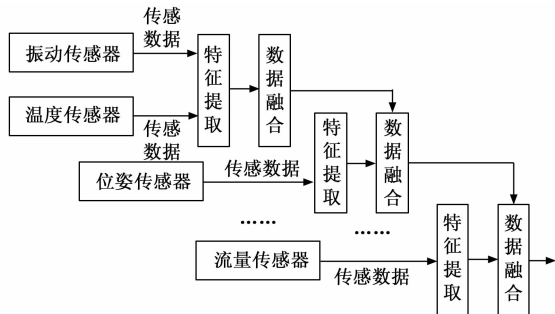 传感
数据
振动传感器
特征提取
数据融合
温度传感器
传感
数据
位姿传感器
传感数据
特征提取
数据融合
……
……
流量传感器
传感数据
特征提取
数据融合